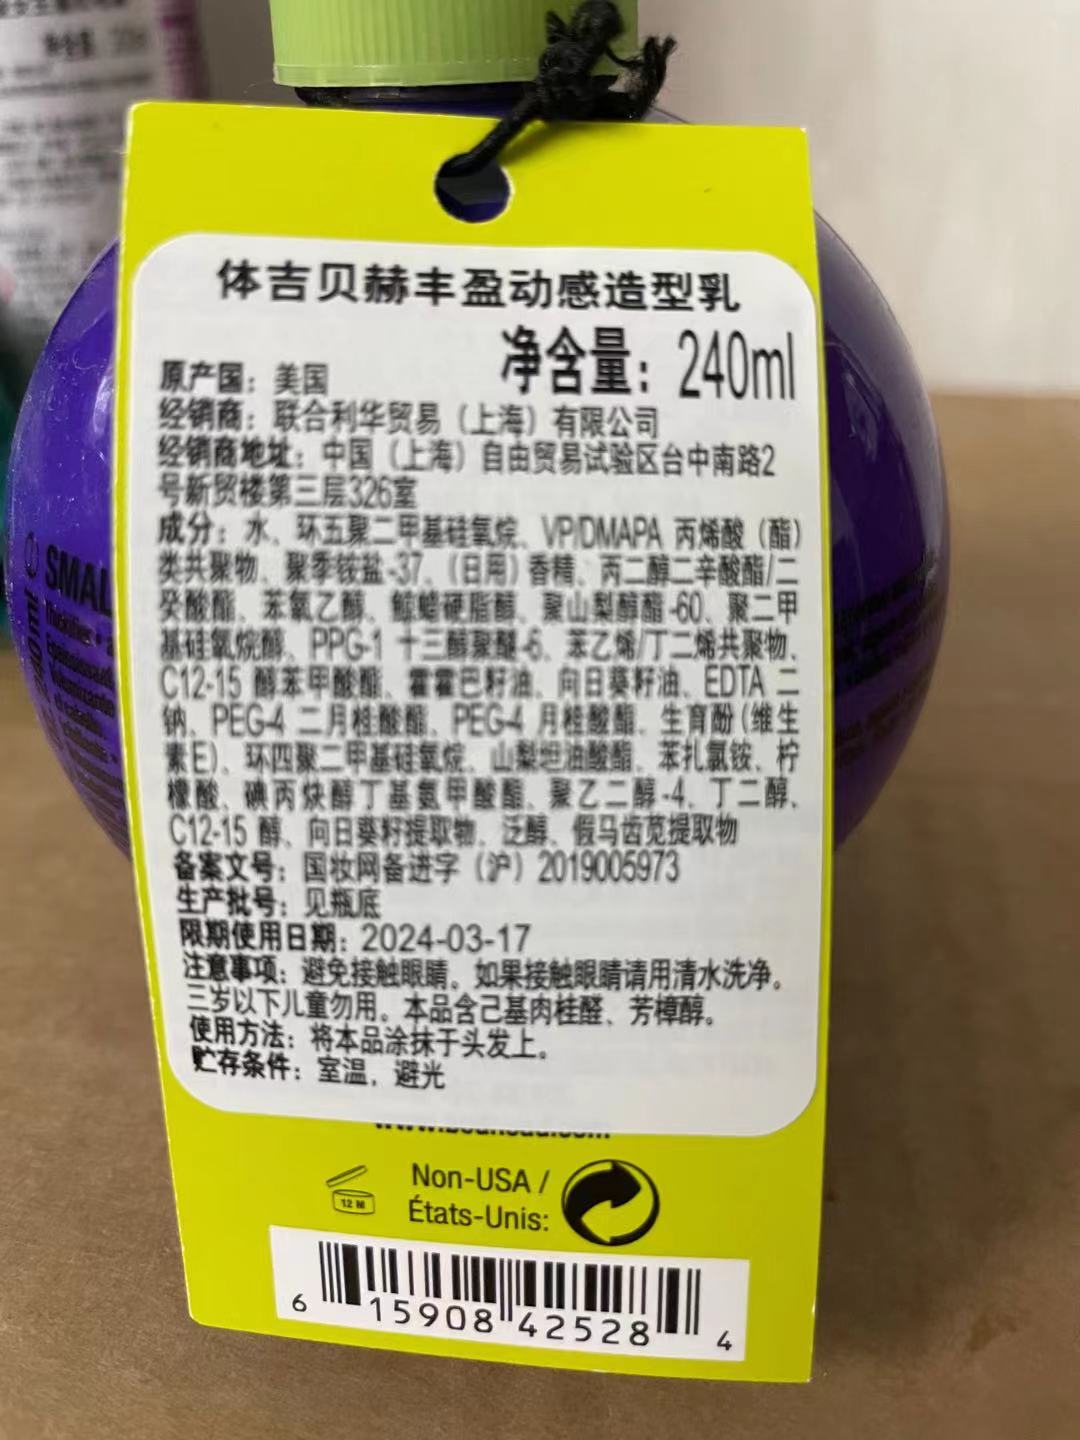 体吉贝赫丰盈动感造型乳
净含量：240ml
原产国：美国
经销商：联合利华贸易（上海）有限公司
经销商地址：中国（上海）自由贸易试验区台中南路2
号新贸楼第三层326室
成分：水、环五聚二甲基硅氧烷、VP/DMAPA 丙烯酸（酯）
类共聚物、聚季铵盐-37、（日用）香精、丙二醇二辛酸酯/二
癸酸酯、苯氧乙醇、鲸蜡硬脂醇、聚山梨醇酯-60、聚二甲
基硅氧烷醇、PPG-1 十三醇聚醚-6、苯乙烯/丁二烯共聚物、
C12-15 醇苯甲酸酯、霍霍巴籽油、向日葵籽油、EDTA 二
钠、PEG-4 二月桂酸酯、PEG-4 月桂酸酯、生育酚（维生
素E）、环四聚二甲基硅氧烷、山梨坦油酸酯、苯扎氯铵、柠
檬酸、碘丙炔醇丁基氨甲酸酯、聚乙二醇-4、丁二醇、
C12-15 醇、向日葵籽提取物、泛醇、假马齿苋提取物
备案文号：国妆网备进字（沪）2019005973
生产批号：见瓶底
限期使用日期：2024-03-17
注意事项：避免接触眼睛。如果接触眼睛请用清水洗净。
三岁以下儿童勿用。本品含己基肉桂醛、芳樟醇。
使用方法：将本品涂抹于头发上。
贮存条件：室温，避光
12 M
Non-USA /
États-Unis:
6 15908 42528 4
SMAL